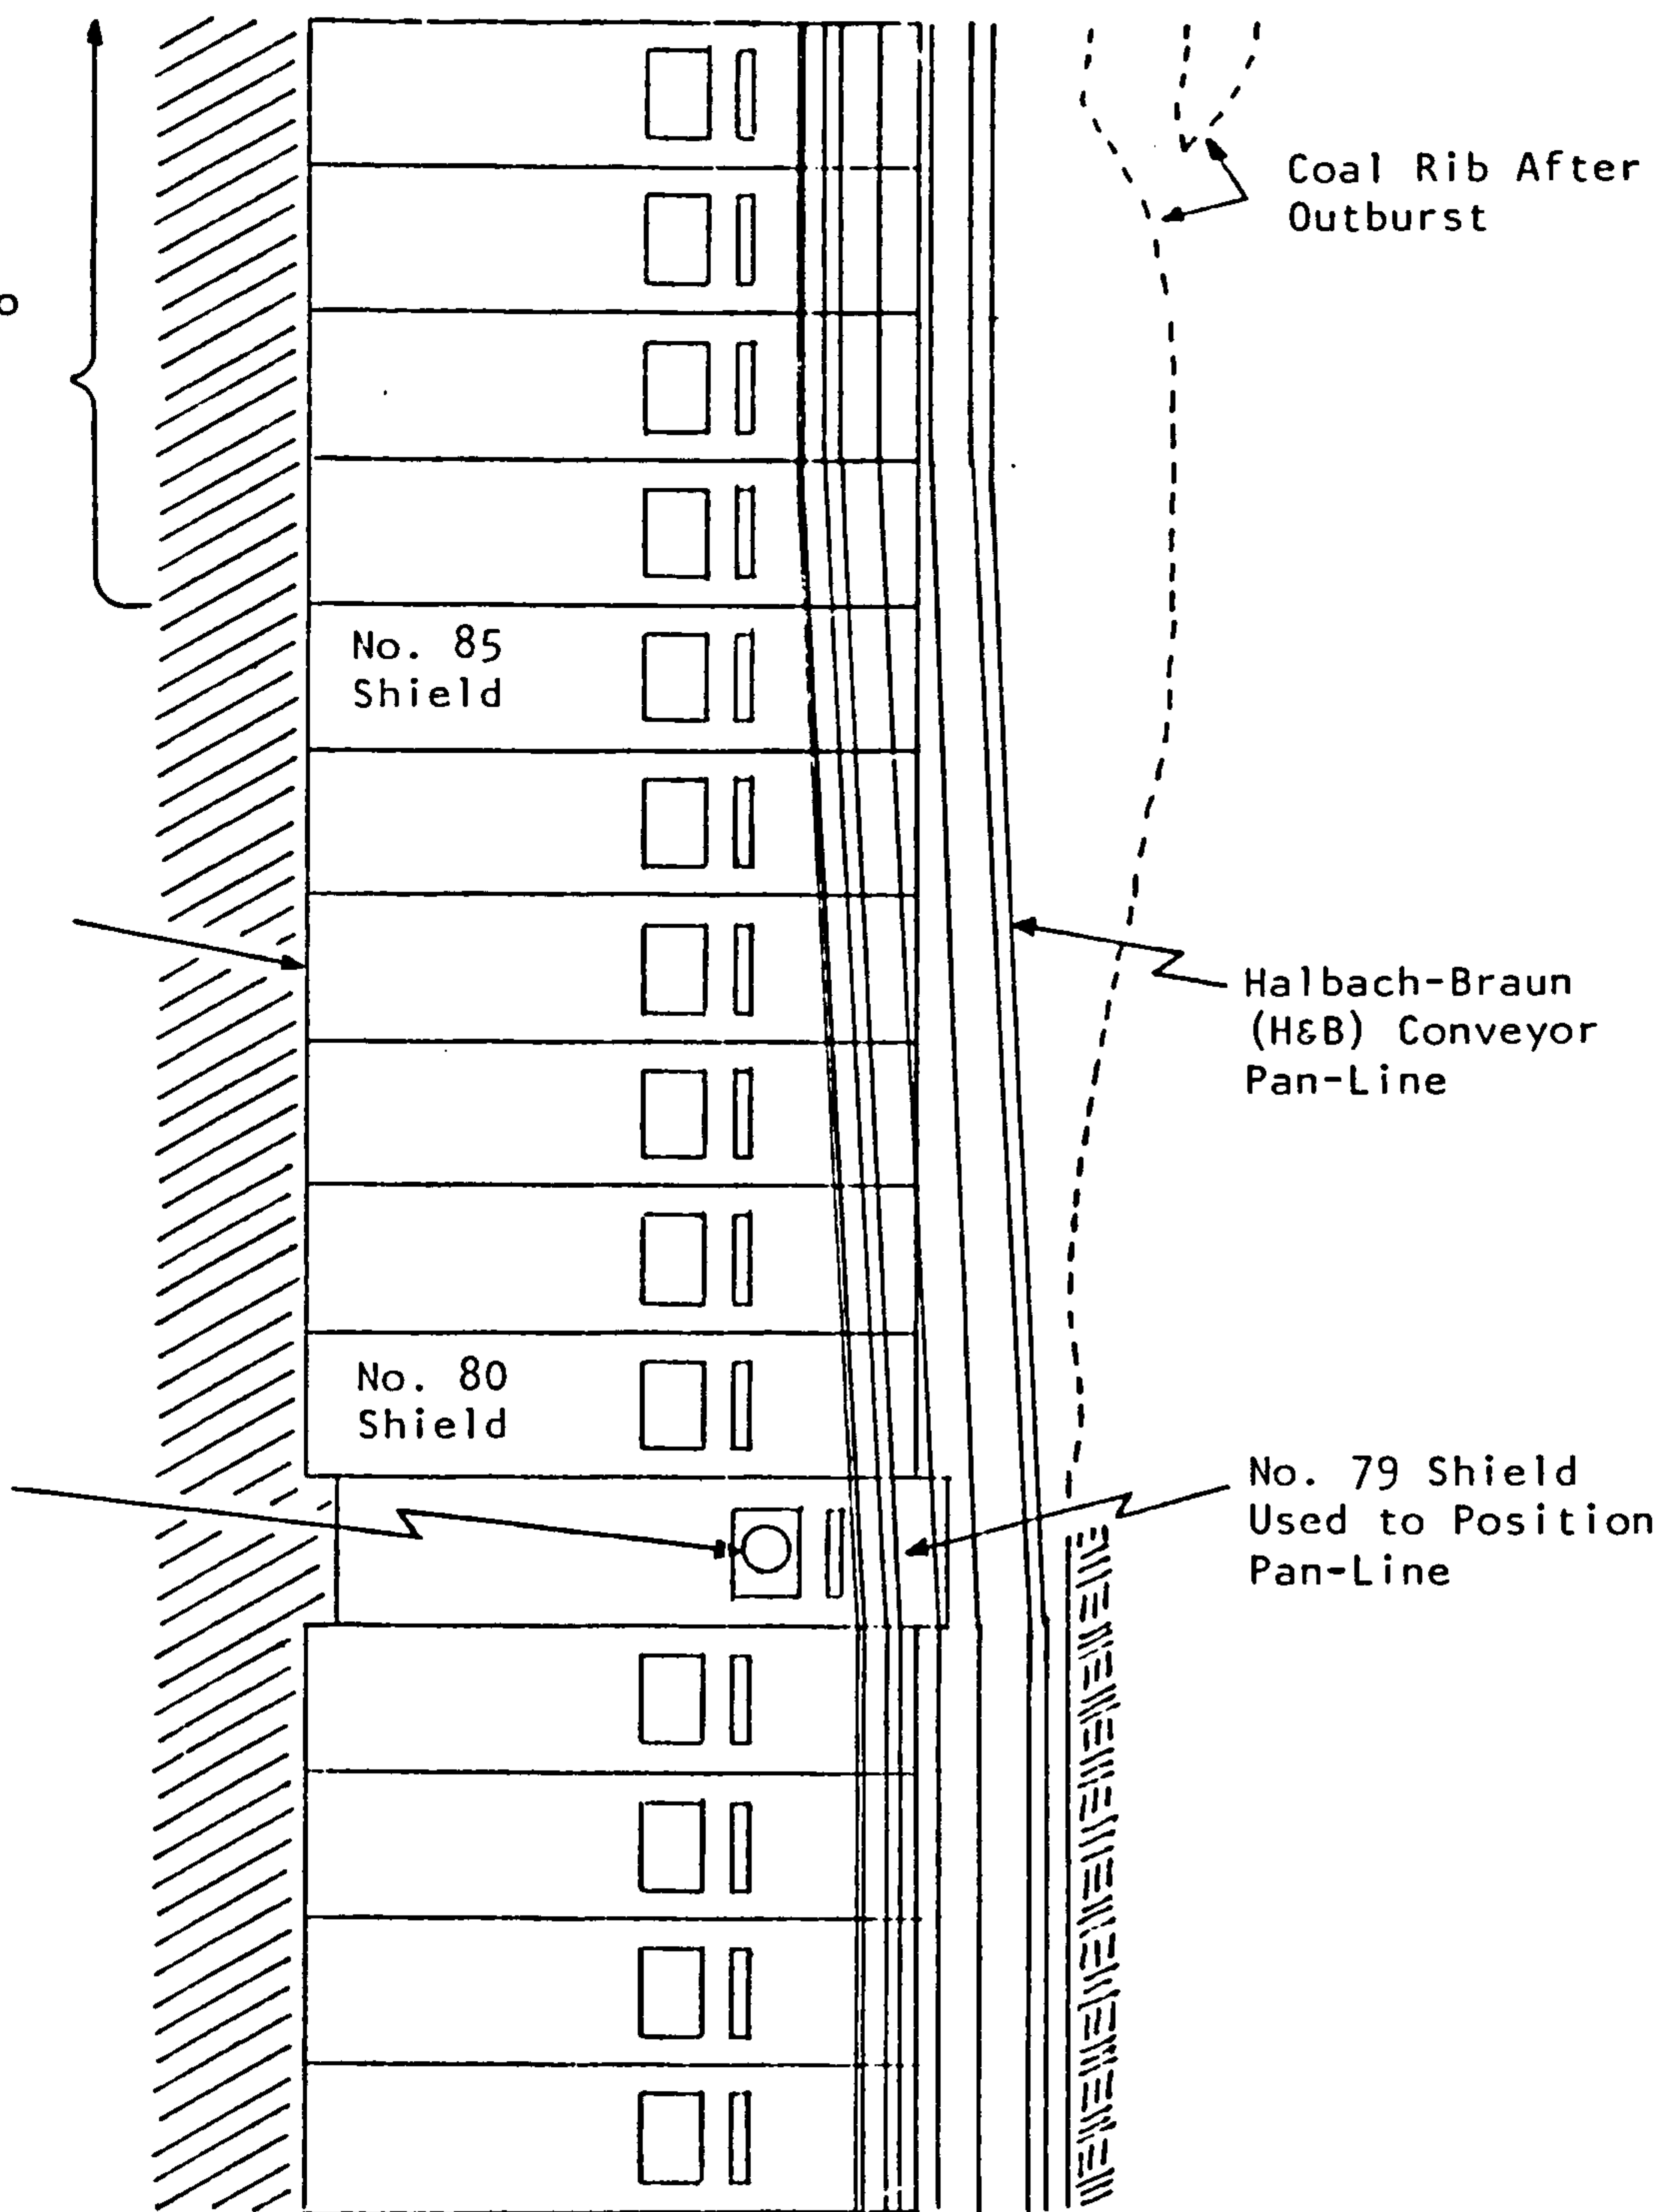 Coal Rib After
Outburst
o
No. 85
Shield
Halbach-Braun
(H&B) Conveyor
Pan-Line
No. 80
Shield
No. 79 Shield
Used to Position
Pan-Line